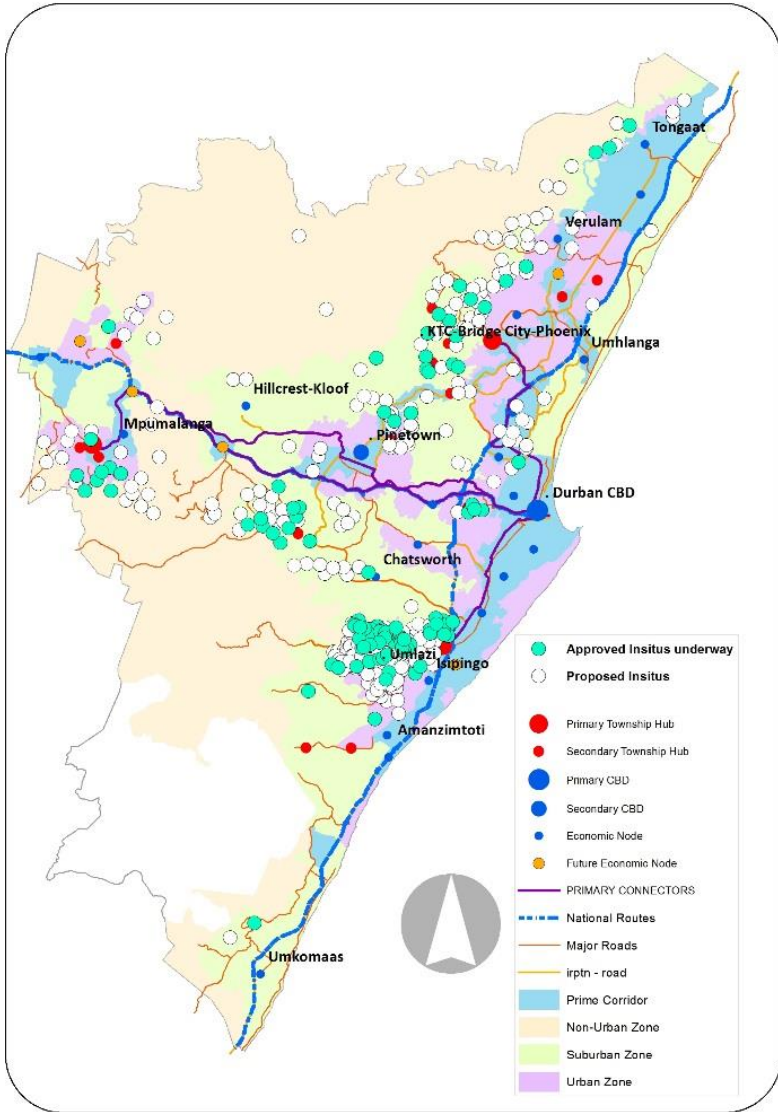 Tongaat
Verulam
. KTC-Bridge City-Phoenix
Umhlanga
Hillcrest-Kloof
Mpumalanga
. Pinetown
. Durban CBD
Chatsworth
. Umlazi
Isipingo
Amanzimtoti
Umkomaas
Approved Insitus underway
Proposed Insitus
Primary Township Hub
Secondary Township Hub
Primary CBD
Secondary CBD
Economic Node
Future Economic Node
PRIMARY CONNECTORS
National Routes
Major Roads
irptn - road
Prime Corridor
Non-Urban Zone
Suburban Zone
Urban Zone